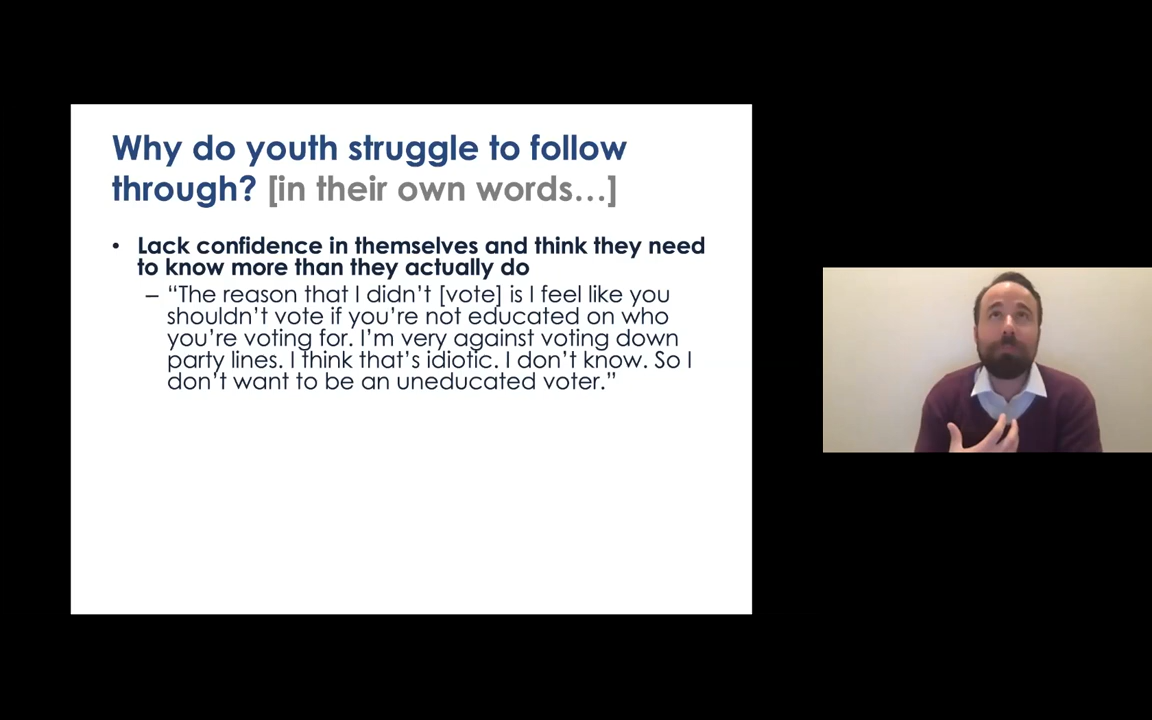 Why do youth struggle to follow
through? [in their own words…]
• Lack confidence in themselves and think they need
to know more than they actually do
– “The reason that I didn’t [vote] is I feel like you
shouldn’t vote if you’re not educated on who
you’re voting for. I’m very against voting down
party lines. I think that’s idiotic. I don’t know. So I
don’t want to be an uneducated voter.”